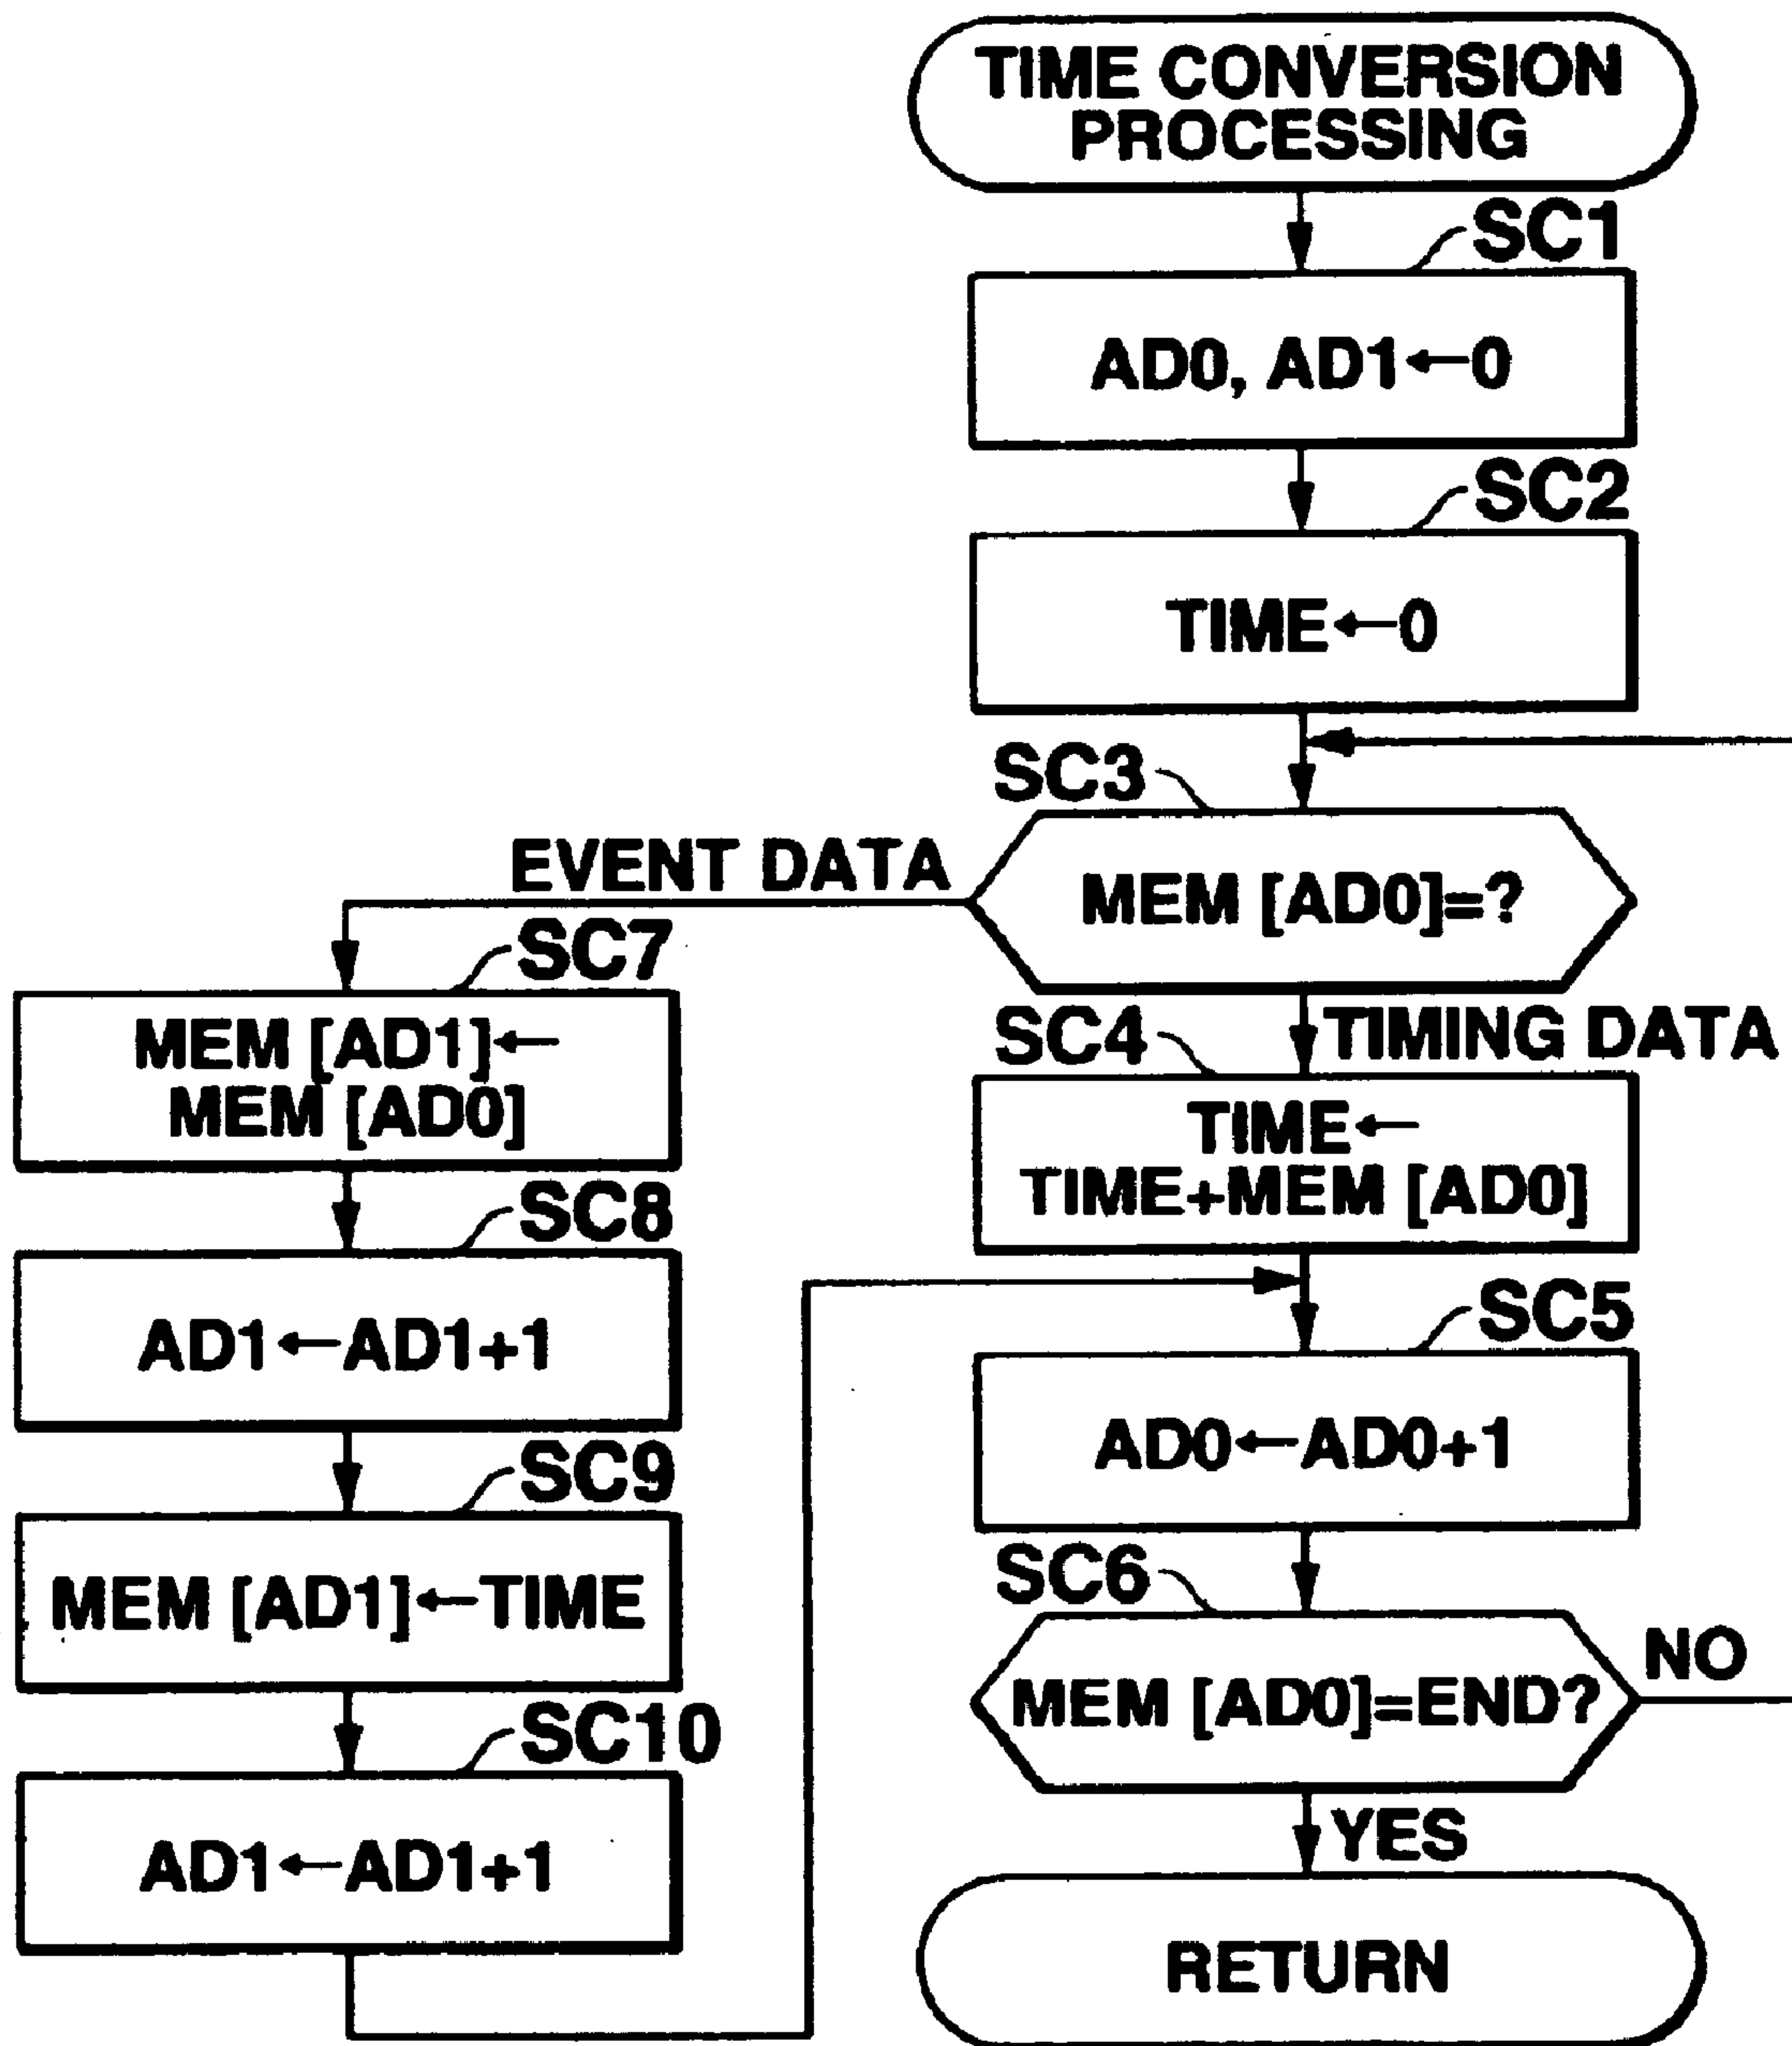 TIME CONVERSION
PROCESSING
SC1
AD0, AD1←0
SC2
TIME←0
SC3
MEM [AD0]=?
EVENT DATA
TIMING DATA
SC4
TIME←
TIME+MEM [AD0]
SC5
AD0←AD0+1
SC6
MEM [AD0]=END?
NO
YES
RETURN
SC7
MEM [AD1]←
MEM [AD0]
SC8
AD1←AD1+1
SC9
MEM [AD1]←TIME
SC10
AD1←AD1+1